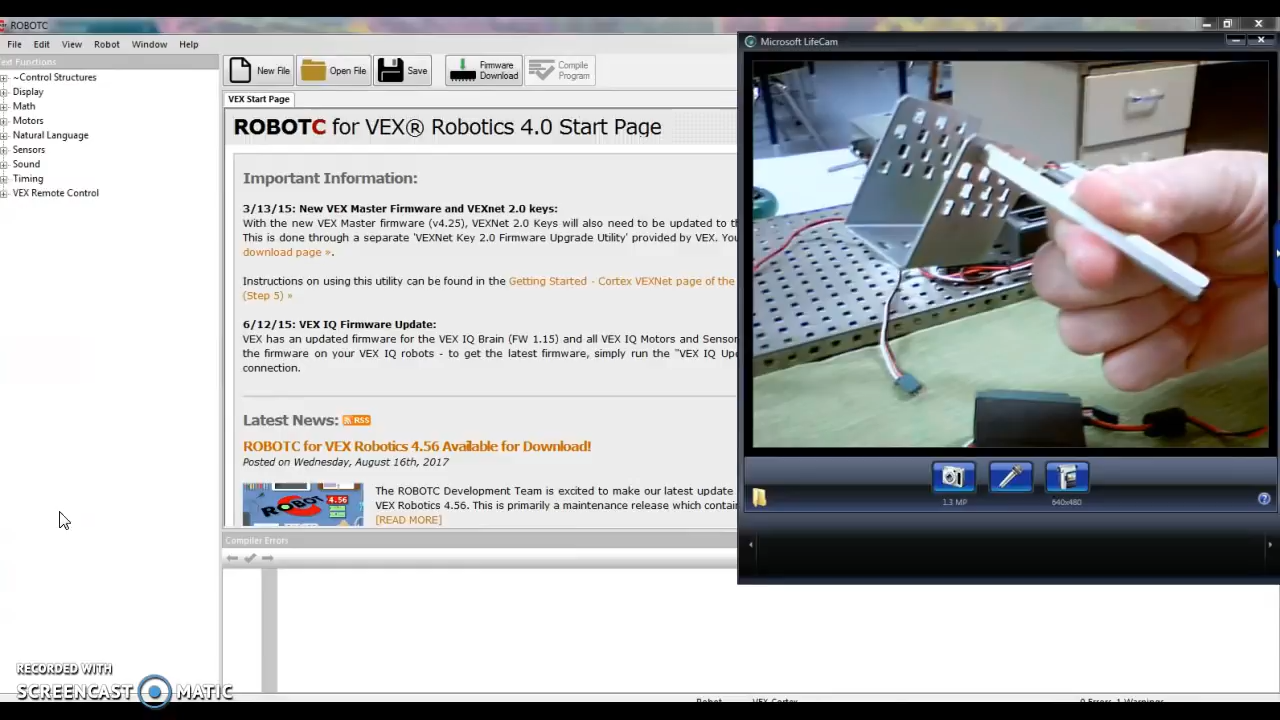 ROBOTC
File Edit View Robot Window Help
Microsoft LifeCam
~Control Structures
Display
Math
Motors
Natural Language
Sensors
Sound
Timing
VEX Remote Control
New File Open File Save Firmware Download Compile Program
VEX Start Page
ROBOTC for VEX® Robotics 4.0 Start Page
Important Information:
3/13/15: New VEX Master Firmware and VEXnet 2.0 keys:
With the new VEX Master firmware (v4.25), VEXNet 2.0 Keys will also need to be updated to th
This is done through a separate 'VEXNet Key 2.0 Firmware Upgrade Utility' provided by VEX. You
download page ».
Instructions on using this utility can be found in the Getting Started - Cortex VEXNet page of the
(Step 5) »
6/12/15: VEX IQ Firmware Update:
VEX has an updated firmware for the VEX IQ Brain (FW 1.15) and all VEX IQ Motors and Sensor
the firmware on your VEX IQ robots - to get the latest firmware, simply run the "VEX IQ Up
connection.
Latest News: RSS
ROBOTC for VEX Robotics 4.56 Available for Download!
Posted on Wednesday, August 16th, 2017
ROBOT 4.56
The ROBOTC Development Team is excited to make our latest update
VEX Robotics 4.56. This is primarily a maintenance release which contain
[READ MORE]
1.3 MP 640x480
Compiler Errors
RECORDED WITH
SCREENCAST MATIC